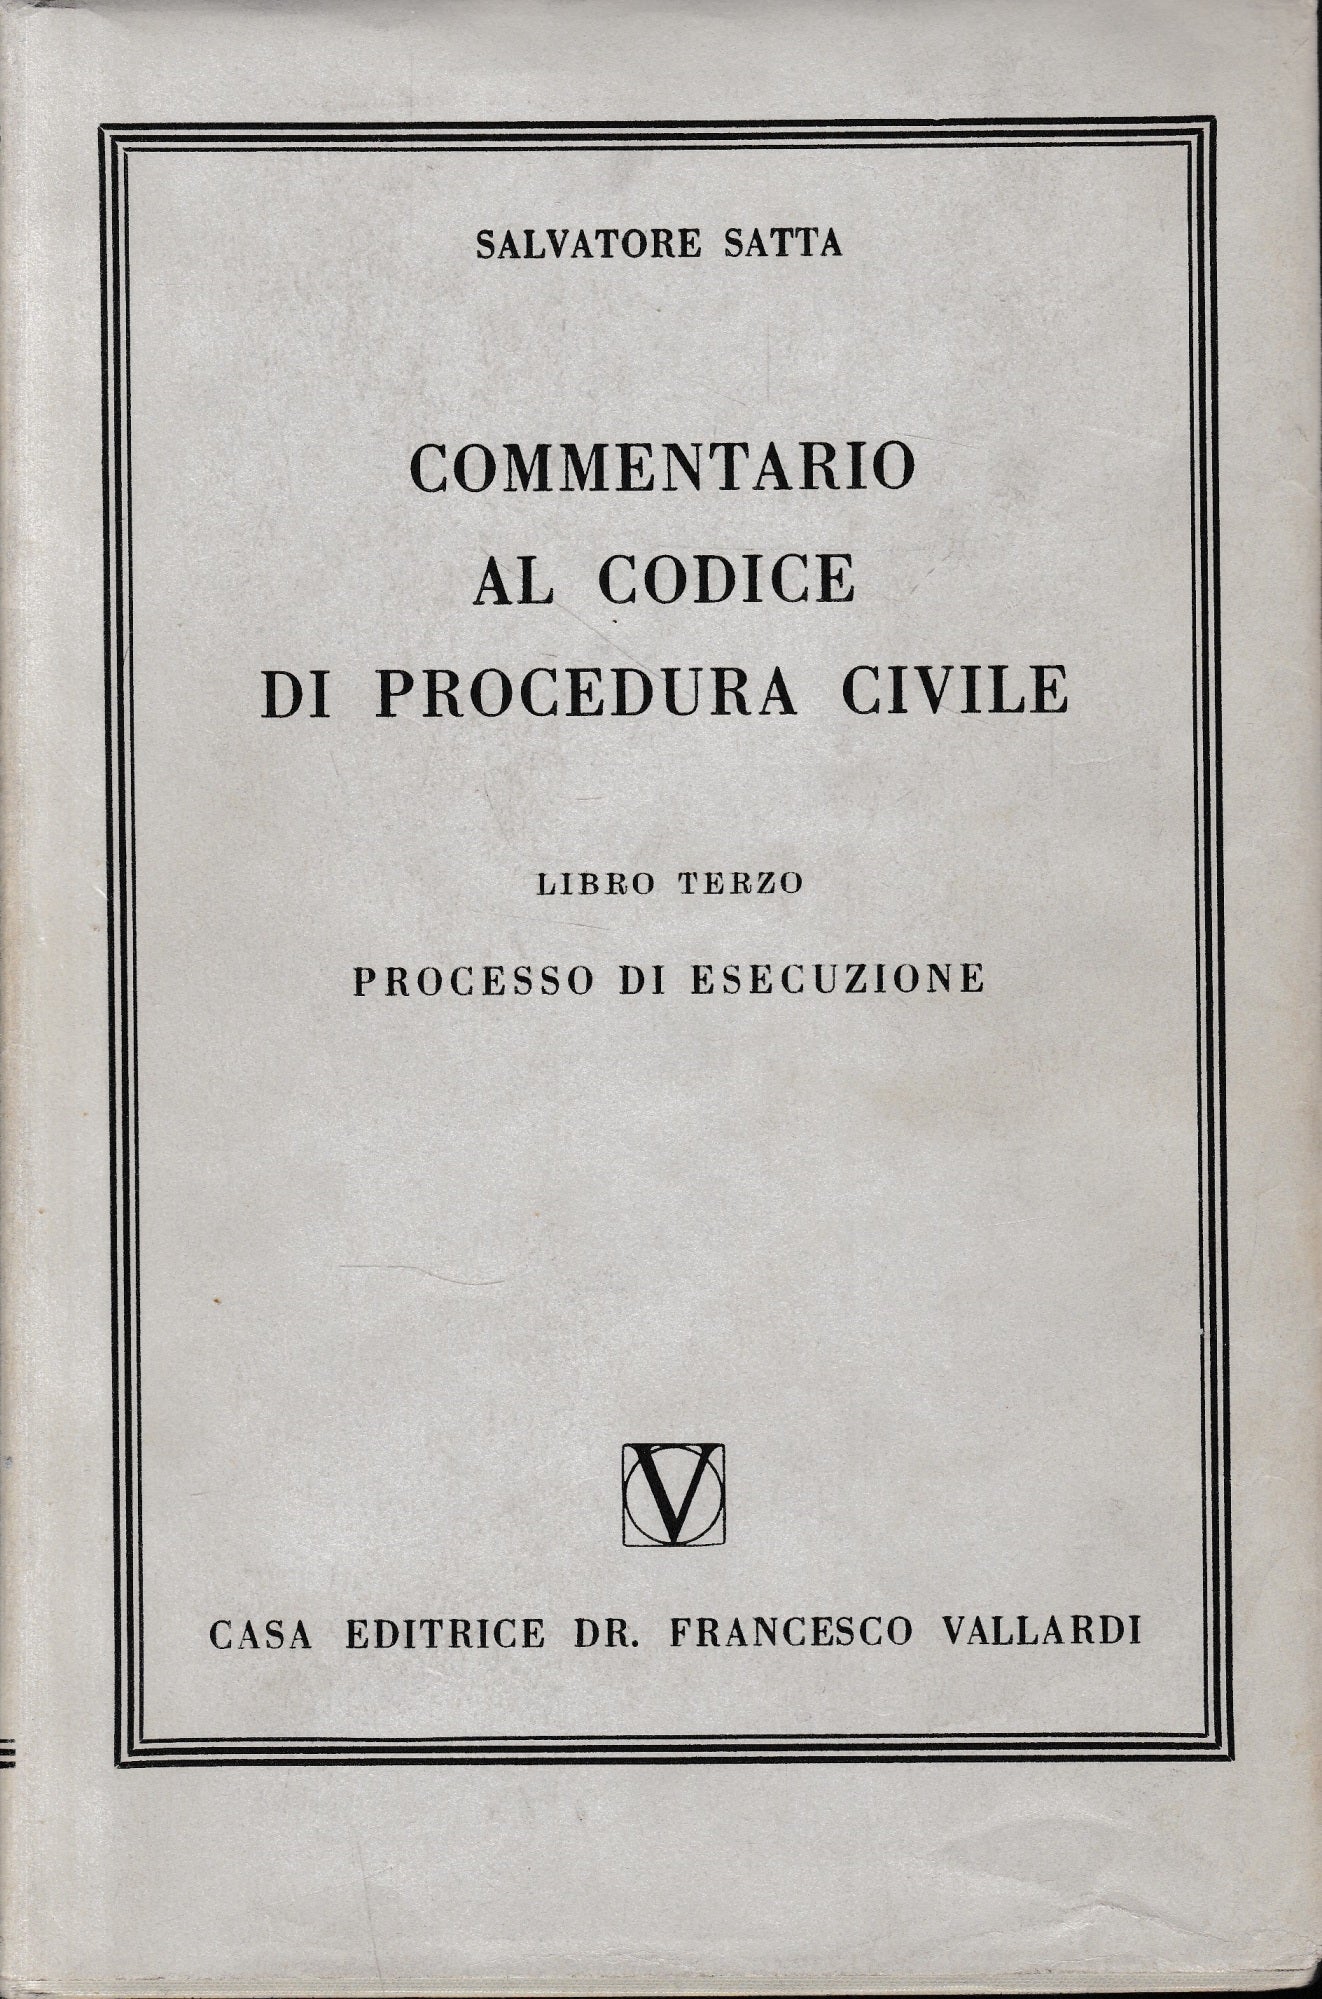 SALVATORE SATTA
COMMENTARIO
AL CODICE
DI PROCEDURA CIVILE
LIBRO TERZO
PROCESSO DI ESECUZIONE
V
CASA EDITRICE DR. FRANCESCO VALLARDI